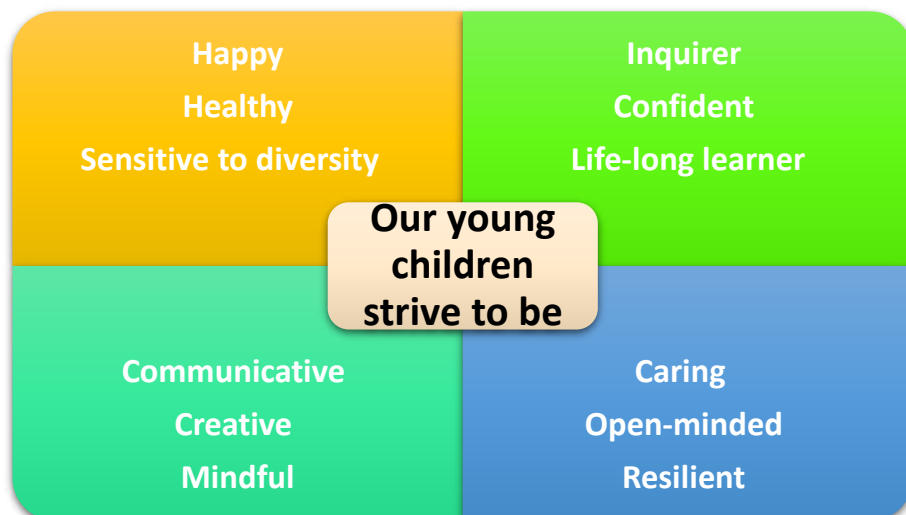 Happy
Healthy
Sensitive to diversity
Inquirer
Confident
Life-long learner
Our young
children
strive to be
Communicative
Creative
Mindful
Caring
Open-minded
Resilient